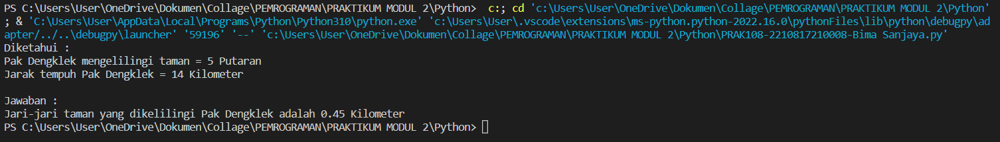 PS C:\Users\User\OneDrive\Dokumen\Collage\PEMROGRAMAN\PRAKTIKUM MODUL 2\Python>  c:; cd 'c:\Users\User\OneDrive\Dokumen\Collage\PEMROGRAMAN\PRAKTIKUM MODUL 2\Python'
; & 'C:\Users\User\AppData\Local\Programs\Python\Python310\python.exe' 'c:\Users\User\.vscode\extensions\ms-python.python-2022.16.0\pythonFiles\lib\python\debugpy\ad
apter/../..\debugpy\launcher' '59196' '--' 'c:\Users\User\OneDrive\Dokumen\Collage\PEMROGRAMAN\PRAKTIKUM MODUL 2\Python\PRAK108-2210817210008-Bima Sanjaya.py'
Diketahui :
Pak Dengklek mengelilingi taman = 5 Putaran
Jarak tempuh Pak Dengklek = 14 Kilometer

Jawaban :
Jari-jari taman yang dikelilingi Pak Dengklek adalah 0.45 Kilometer
PS C:\Users\User\OneDrive\Dokumen\Collage\PEMROGRAMAN\PRAKTIKUM MODUL 2\Python>